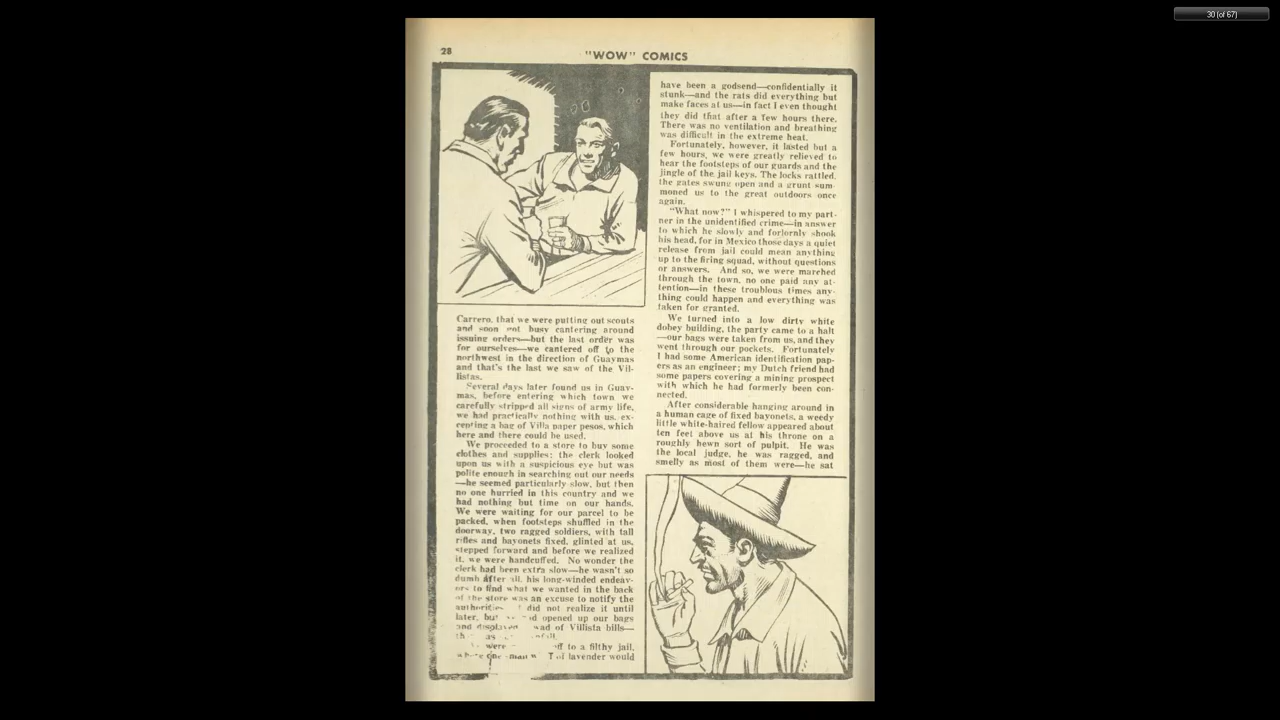 30 (of 67)
28
"WOW" COMICS
Carrero, that we were putting out scouts
and soon got busy cantering around
issuing orders—but the last order was
for ourselves—we cantered off to the
northwest in the direction of Guaymas
and that's the last we saw of the Vil-
listas.
Several days later found us in Guay-
mas, before entering which town we
carefully stripped all signs of army life,
we had practically nothing with us, ex-
cepting a bag of Villa paper pesos, which
here and there could be used.
We proceeded to a store to buy some
clothes and supplies; the clerk looked
upon us with a suspicious eye but was
polite enough in searching out our needs
—he seemed particularly slow, but then
no one hurried in this country and we
had nothing but time on our hands.
We were waiting for our parcel to be
packed, when footsteps shuffled in the
doorway, two ragged soldiers, with tall
rifles and bayonets fixed, glinted at us,
stepped forward and before we realized
it, we were handcuffed. No wonder the
clerk had been extra slow—he wasn't so
dumb after all, his long-winded endeav-
ors to find what we wanted in the back
of the store was an excuse to notify the
authorities I did not realize it until
later, but opened up our bags
and displayed wad of Villista bills—
as
were off to a filthy jail,
lavender would
have been a godsend—confidentially it
stunk—and the rats did everything but
make faces at us—in fact I even thought
they did that after a few hours there.
There was no ventilation and breathing
was difficult in the extreme heat.
Fortunately, however, it lasted but a
few hours, we were greatly relieved to
hear the footsteps of our guards and the
jingle of the jail keys. The locks rattled,
the gates swung open and a grunt sum-
moned us to the great outdoors once
again.
"What now?" I whispered to my part-
ner in the unidentified crime—in answer
to which he slowly and forlornly shook
his head, for in Mexico those days a quiet
release from jail could mean anything
up to the firing squad, without questions
or answers. And so, we were marched
through the town, no one paid any at-
tention—in these troublous times any-
thing could happen and everything was
taken for granted.
We turned into a low dirty white
dobey building, the party came to a halt
—our bags were taken from us, and they
went through our pockets. Fortunately
I had some American identification pap-
ers as an engineer; my Dutch friend had
some papers covering a mining prospect
with which he had formerly been con-
nected.
After considerable hanging around in
a human cage of fixed bayonets, a weedy
little white-haired fellow appeared about
ten feet above us at his throne on a
roughly hewn sort of pulpit. He was
the local judge, he was ragged, and
smelly as most of them were—he sat